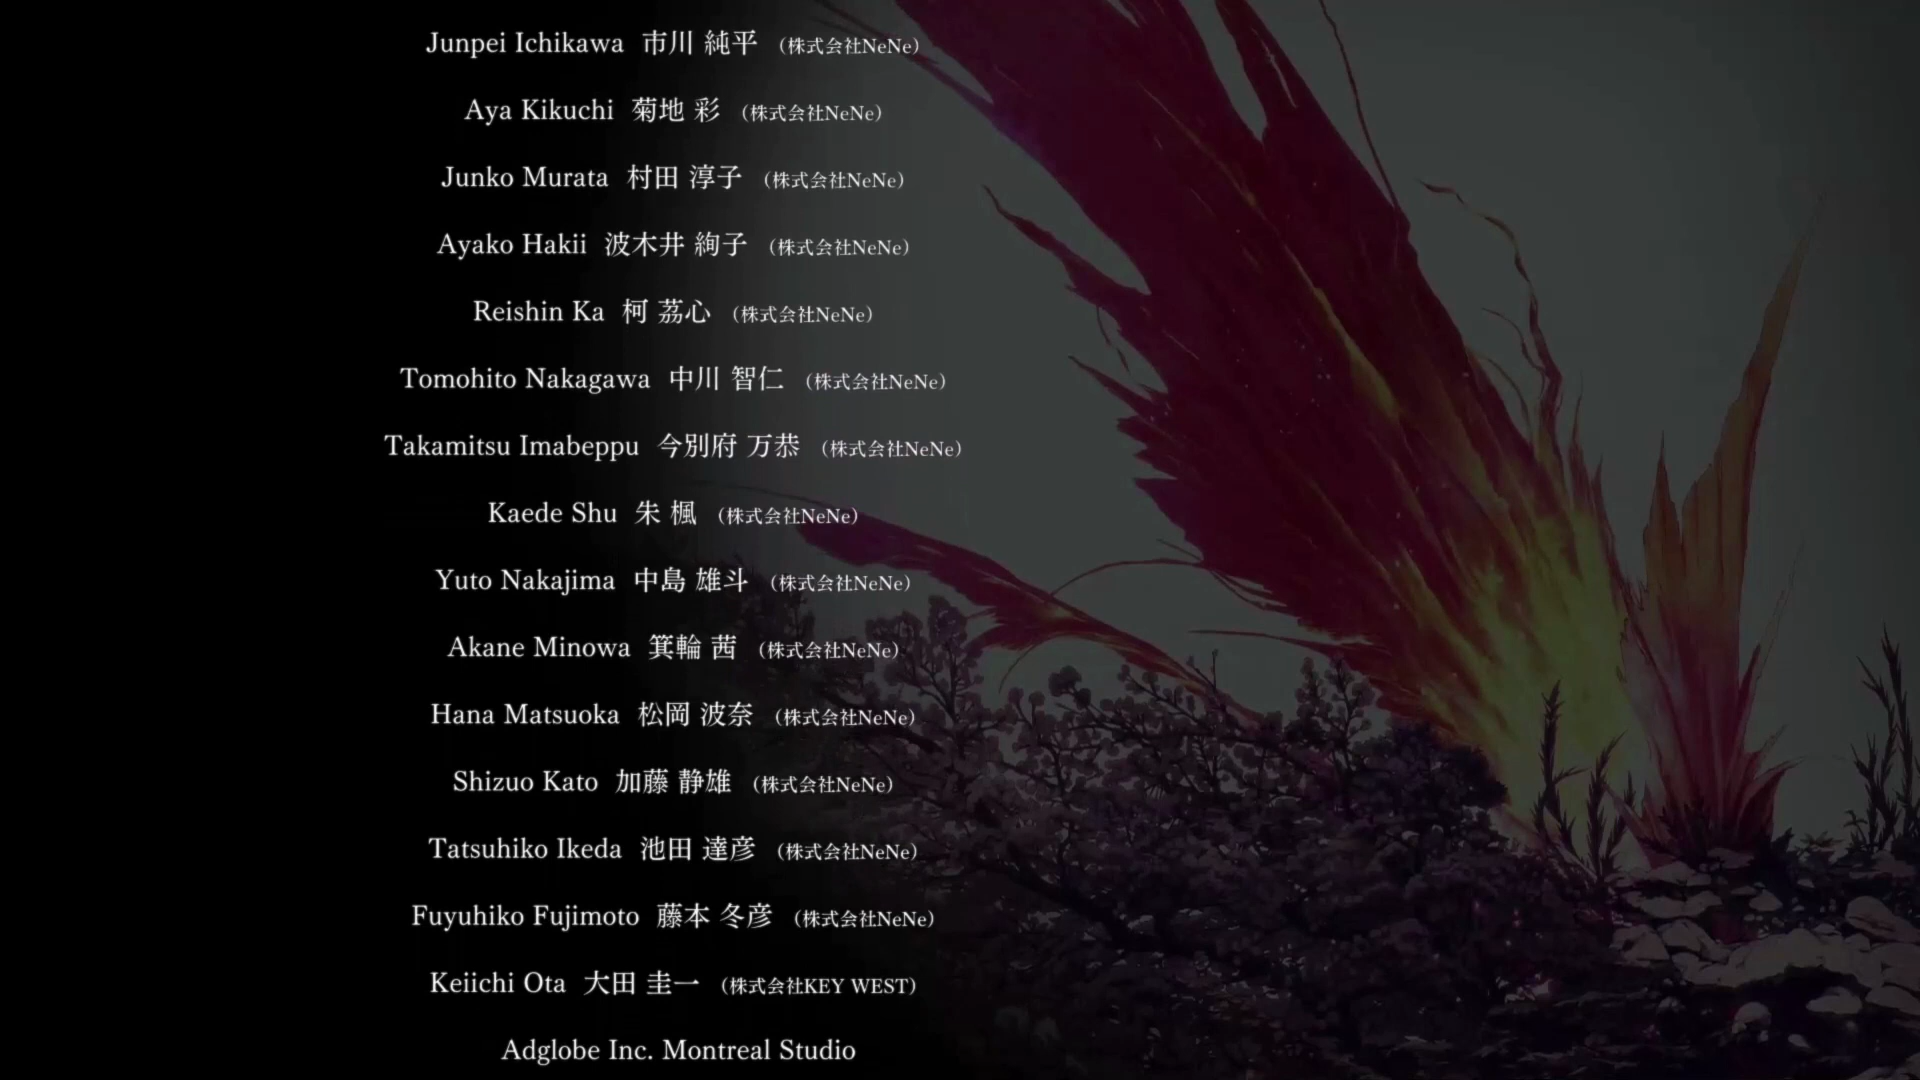 Junpei Ichikawa 市川 純平 （株式会社NeNe）
Aya Kikuchi 菊地 彩 （株式会社NeNe）
Junko Murata 村田 淳子 （株式会社NeNe）
Ayako Hakii 波木井 絢子 （株式会社NeNe）
Reishin Ka 柯 茘心 （株式会社NeNe）
Tomohito Nakagawa 中川 智仁 （株式会社NeNe）
Takamitsu Imabeppu 今別府 万恭 （株式会社NeNe）
Kaede Shu 朱 楓 （株式会社NeNe）
Yuto Nakajima 中島 雄斗 （株式会社NeNe）
Akane Minowa 箕輪 茜 （株式会社NeNe）
Hana Matsuoka 松岡 波奈 （株式会社NeNe）
Shizuo Kato 加藤 静雄 （株式会社NeNe）
Tatsuhiko Ikeda 池田 達彦 （株式会社NeNe）
Fuyuhiko Fujimoto 藤本 冬彦 （株式会社NeNe）
Keiichi Ota 大田 圭一 （株式会社KEY WEST）
Adglobe Inc. Montreal Studio